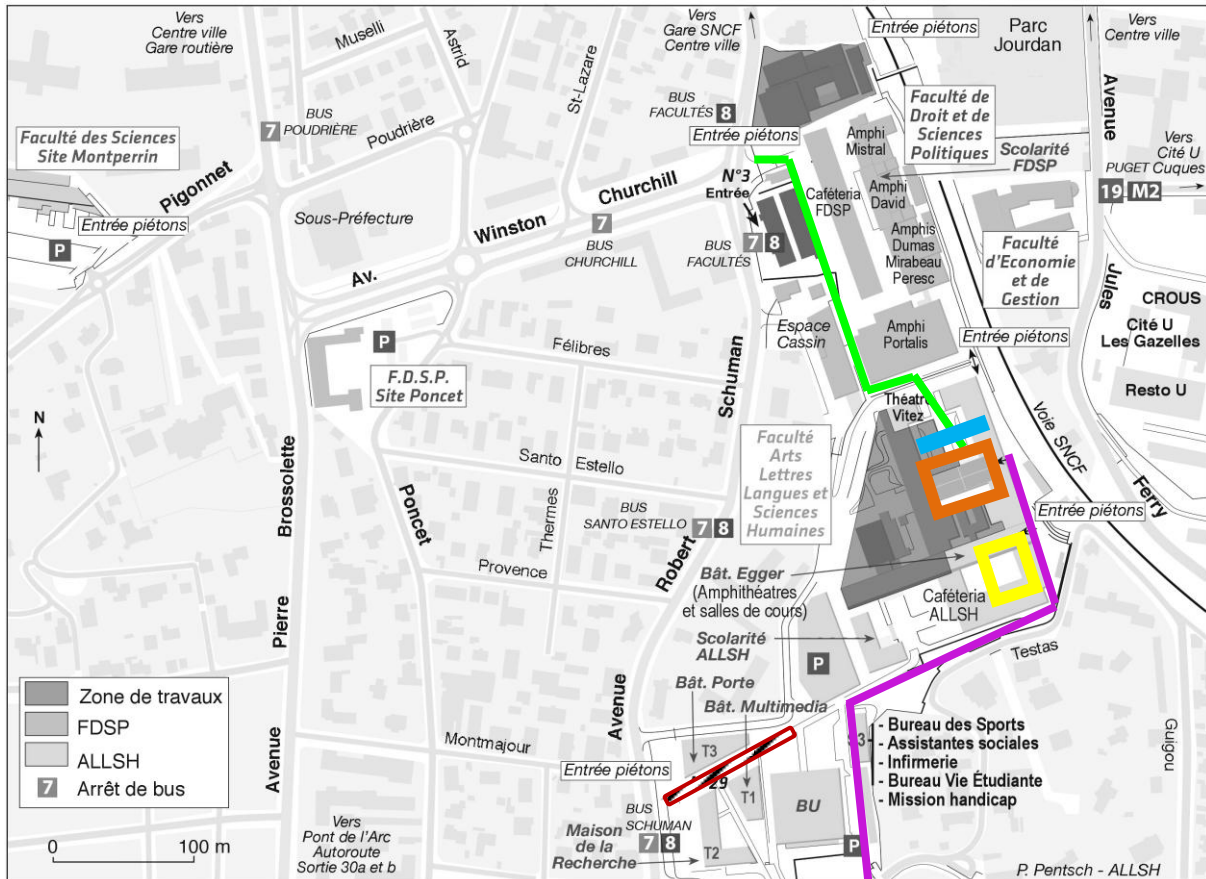 Vers
Centre ville
Gare routière
Muselli
Astrid
St-Lazare
Vers
Gare SNCF
Centre ville
Entrée piétons
Parc
Jourdan
Vers
Centre ville
Avenue
7
BUS
POUDRIÈRE
Poudrière
BUS
FACULTÉS
8
Entrée piétons
Faculté de
Droit et de
Sciences
Politiques
Amphi
Mistral
Scolarité
FDSP
Vers
Cité U
Cuques
PUGET
19 M2
Faculté des Sciences
Site Montperrin
Pigonnet
Entrée piétons
P
Sous-Préfecture
Av.
Winston
Churchill
7
BUS
CHURCHILL
N°3
Entrée
7 8
BUS
FACULTÉS
Caféteria
FDSP
Amphi
David
Amphis
Dumas
Mirabeau
Peresc
Faculté
d'Economie
et de
Gestion
Jules
CROUS
Cité U
Les Gazelles
Resto U
Espace
Cassin
Amphi
Portalis
Entrée piétons
P
F.D.S.P.
Site Poncet
Félibres
Schuman
Théatre
Vitez
Voie SNCF
N
Faculté
Arts
Lettres
Langues et
Sciences
Humaines
Santo
Estello
Brossolette
Poncet
Thermes
BUS
SANTO ESTELLO
7 8
Ferry
Entrée piétons
Provence
Robert
Bât. Egger
(Amphithéatres
et salles de cours)
Caféteria
ALLSH
Pierre
Scolarité
ALLSH
P
Testas
Zone de travaux
FDSP
ALLSH
7 Arrêt de bus
Avenue
Avenue
Bât. Porte
Bât. Multimedia
Montmajour
Entrée piétons
T3
29
T1
BU
- Bureau des Sports
- Assistantes sociales
- Infirmerie
- Bureau Vie Étudiante
- Mission handicap
Guigou
BUS
SCHUMAN
7 8
Maison
de la
Recherche
T2
P
0 100 m
Vers
Pont de l'Arc
Autoroute
Sortie 30a et b
P. Pentsch - ALLSH